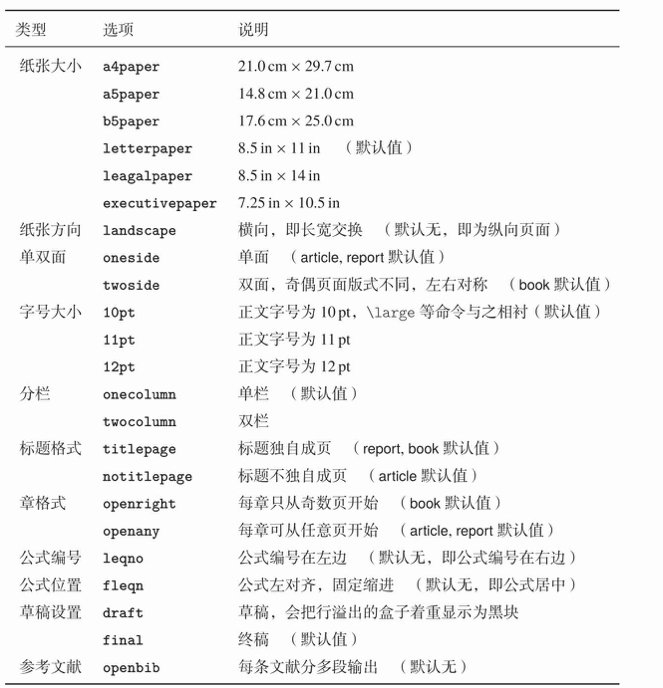 类型 选项 说明
纸张大小 a4paper 21.0 cm × 29.7 cm
a5paper 14.8 cm × 21.0 cm
b5paper 17.6 cm × 25.0 cm
letterpaper 8.5 in × 11 in （默认值）
leagalpaper 8.5 in × 14 in
executivepaper 7.25 in × 10.5 in
纸张方向 landscape 横向，即长宽交换 （默认无，即为纵向页面）
单双面 oneside 单面 （article, report 默认值）
twoside 双面，奇偶页面版式不同，左右对称 （book 默认值）
字号大小 10pt 正文字号为 10 pt，\large 等命令与之相衬（默认值）
11pt 正文字号为 11 pt
12pt 正文字号为 12 pt
分栏 onecolumn 单栏 （默认值）
twocolumn 双栏
标题格式 titlepage 标题独自成页 （report, book 默认值）
notitlepage 标题不独自成页 （article 默认值）
章格式 openright 每章只从奇数页开始 （book 默认值）
openany 每章可从任意页开始 （article, report 默认值）
公式编号 leqno 公式编号在左边 （默认无，即公式编号在右边）
公式位置 fleqn 公式左对齐，固定缩进 （默认无，即公式居中）
草稿设置 draft 草稿，会把行溢出的盒子着重显示为黑块
final 终稿 （默认值）
参考文献 openbib 每条文献分多段输出 （默认无）